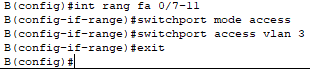 B(config)#int rang fa 0/7-11
B(config-if-range)#switchport mode access
B(config-if-range)#switchport access vlan 3
B(config-if-range)#exit
B(config)#